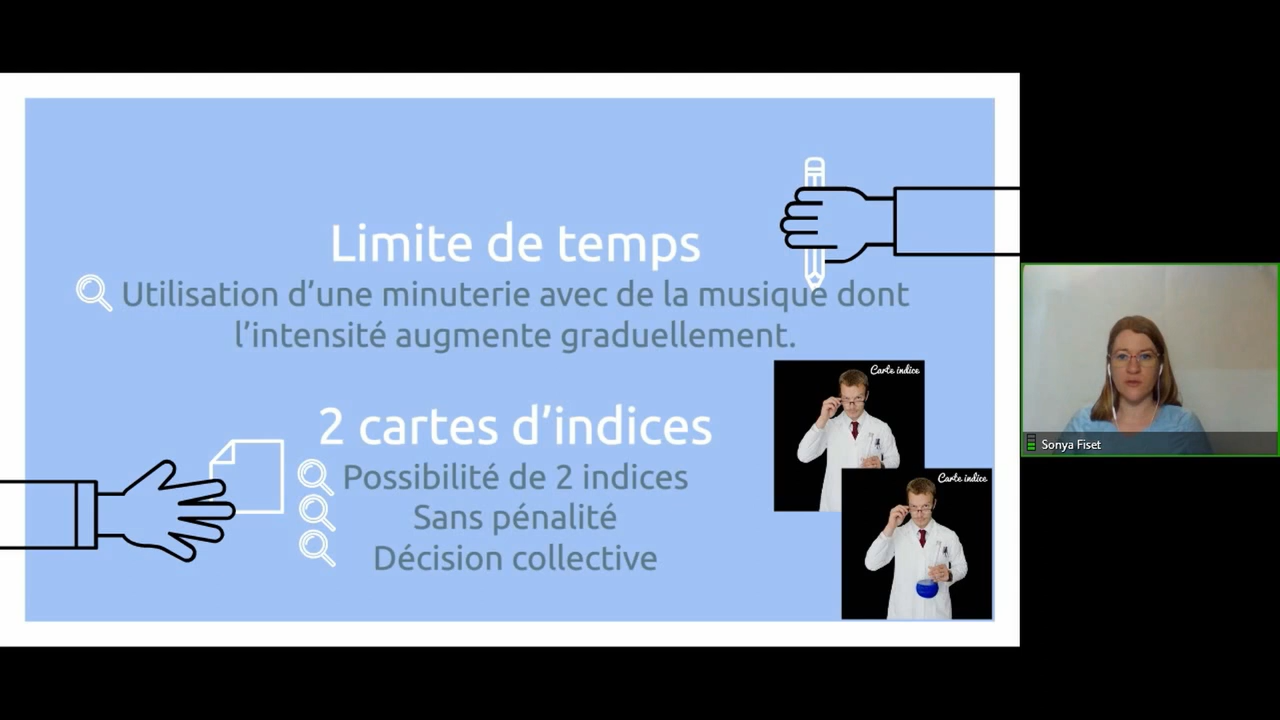 Limite de temps
Utilisation d’une minuterie avec de la musique dont
l’intensité augmente graduellement.
Carte indice
2 cartes d’indices
Possibilité de 2 indices
Carte indice
Sans pénalité
Décision collective
Sonya Fiset